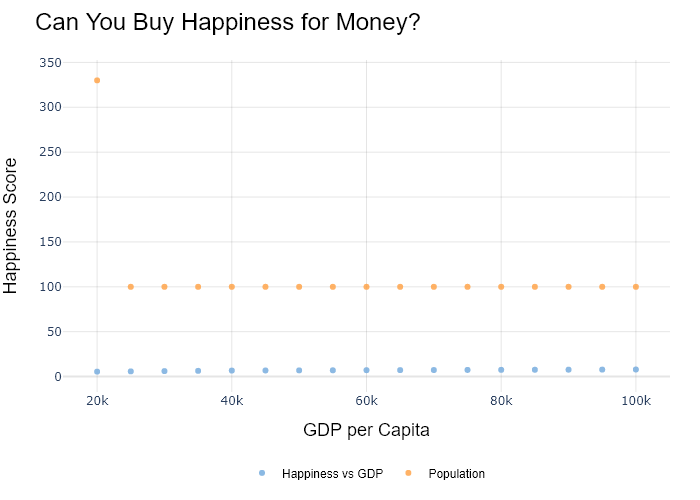 Can You Buy Happiness for Money?
350
300
250
200
150
100
50
0
Happiness Score
20k 40k 60k 80k 100k
GDP per Capita
Happiness vs GDP Population